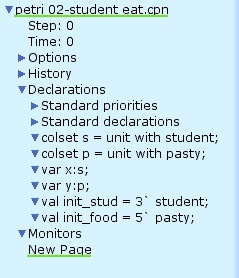 petri 02-student eat.cpn
Step: 0
Time: 0
Options
History
Declarations
Standard priorities
Standard declarations
colset s = unit with student;
colset p = unit with pasty;
var x:s;
var y:p;
val init_stud = 3` student;
val init_food = 5` pasty;
Monitors
New Page